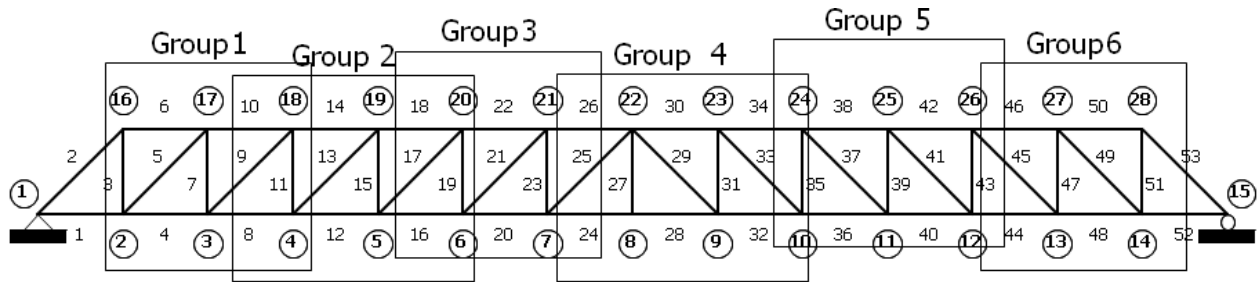 Group 5
Group 3
Group 1
Group6
Group 2
Group 4
16 6 17 10 18 14 19 18 20 22 21 26 22 30 23 34 24 38 25 42 26 46 27 50 28
2 5 9 13 17 21 25 29 33 37 41 45 49 53
1 3 7 11 15 19 23 27 31 35 39 43 47 51 15
1 4 8 12 16 20 24 28 32 36 40 44 48 52
2 3 4 5 6 7 8 9 10 11 12 13 14